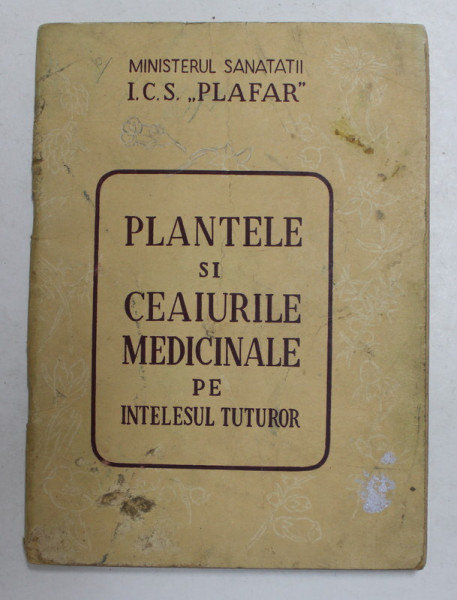 MINISTERUL SANATATII
I.C.S. „PLAFAR"
PLANTELE
SI
CEAIURILE
MEDICINALE
PE
INTELESUL TUTUROR